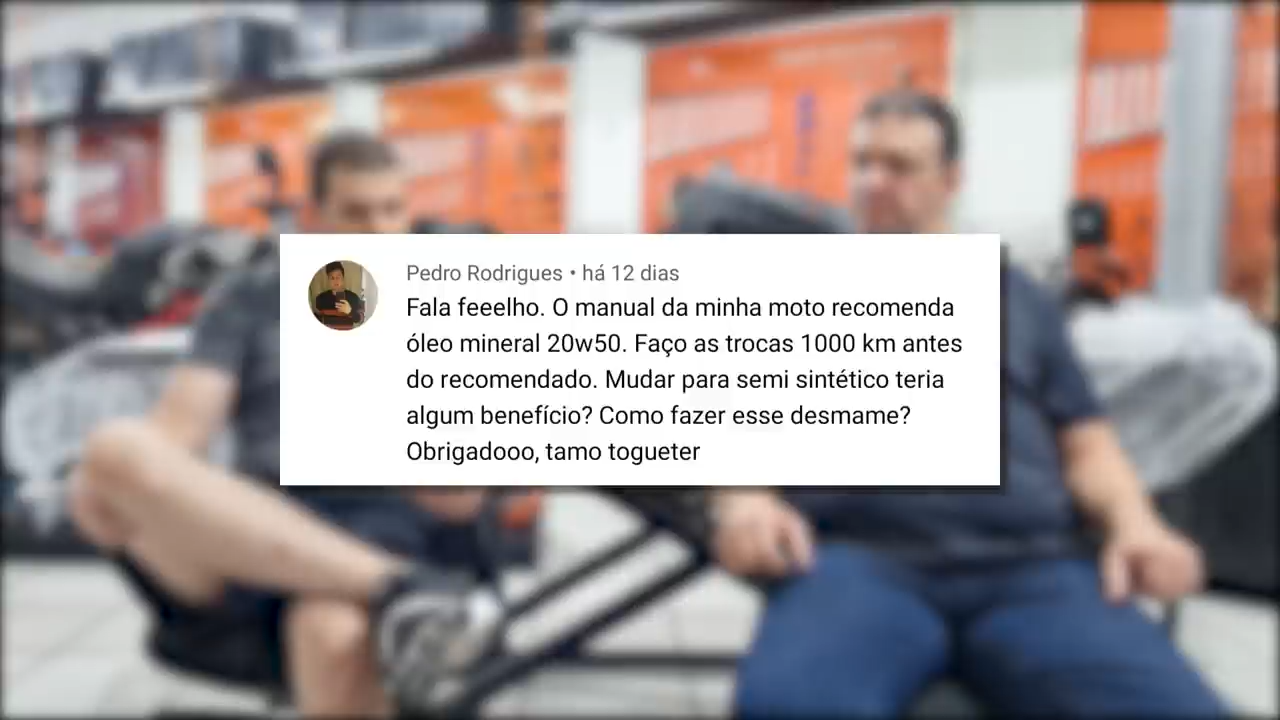 Pedro Rodrigues • há 12 dias
Fala feeelho. O manual da minha moto recomenda
óleo mineral 20w50. Faço as trocas 1000 km antes
do recomendado. Mudar para semi sintético teria
algum benefício? Como fazer esse desmame?
Obrigadooo, tamo togueter